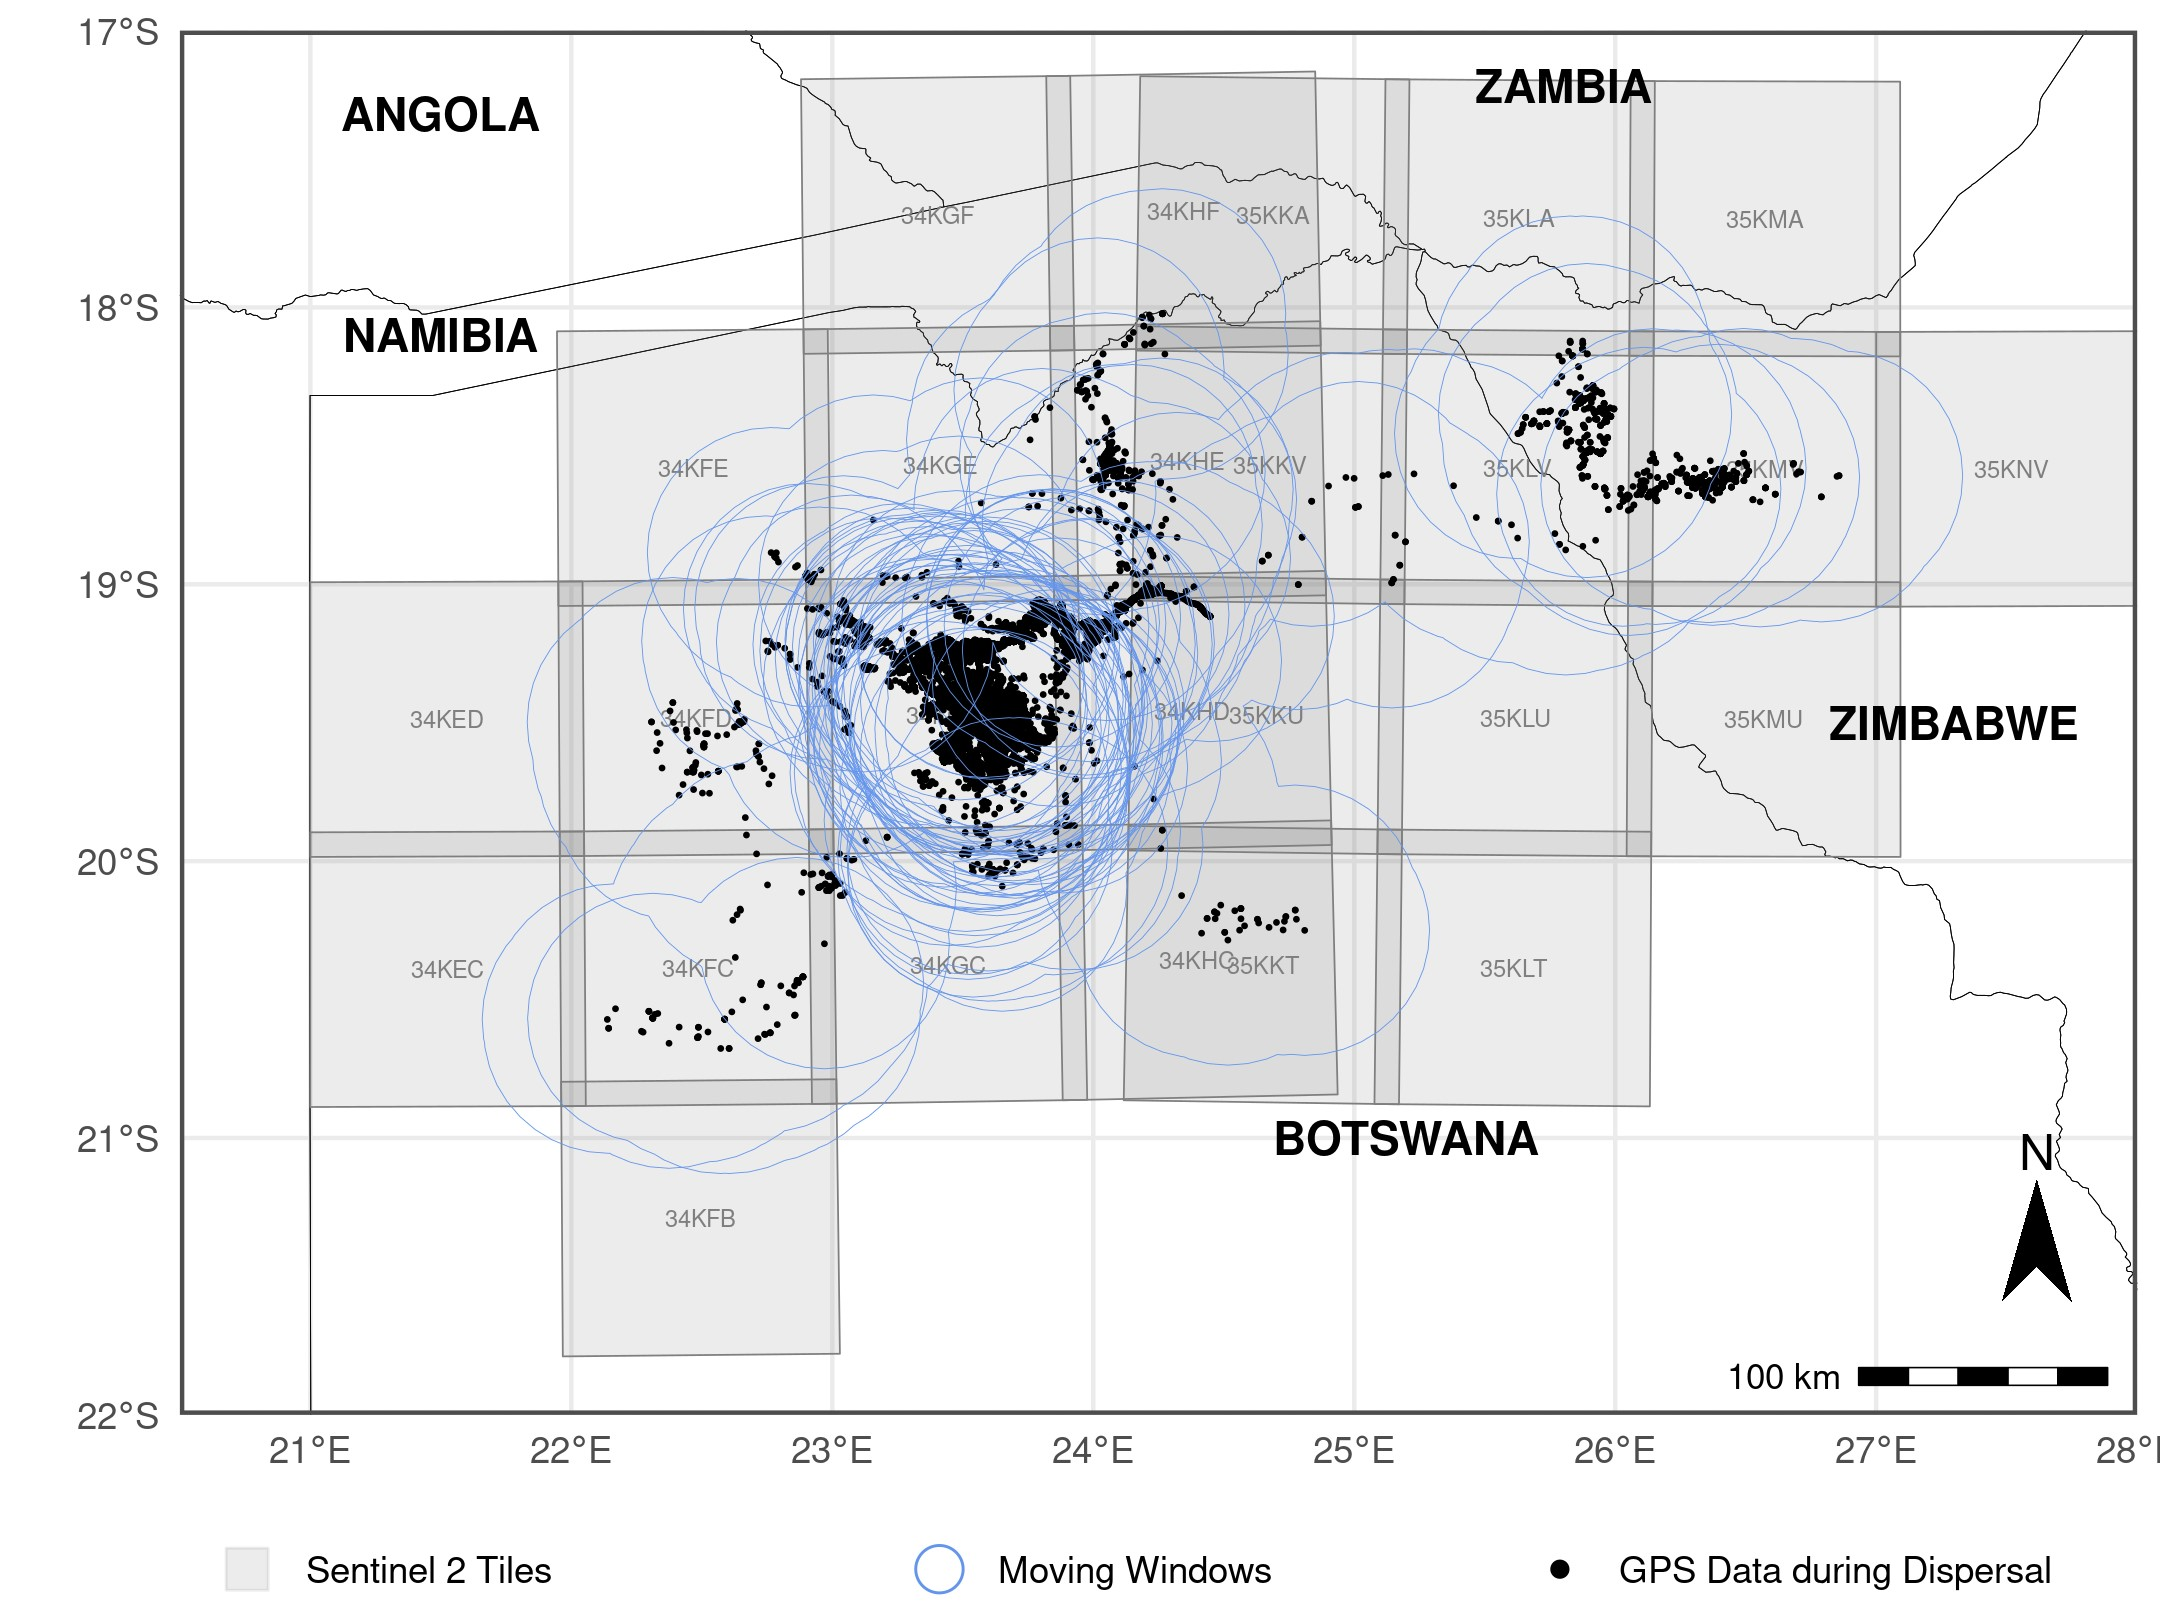 17°S
ZAMBIA
ANGOLA
34KGF
34KHF
35KKA
35KLA
35KMA
18°S
NAMIBIA
34KFE
34KGE
34KHE
35KKV
35KLV
35KNV
19°S
34KED
34KFD
34KHD
35KKU
35KLU
35KMU
ZIMBABWE
20°S
34KEC
34KFC
34KGC
34KHC
35KKT
35KLT
21°S
BOTSWANA
N
34KFB
100 km
22°S
21°E 22°E 23°E 24°E 25°E 26°E 27°E
Sentinel 2 Tiles
Moving Windows
GPS Data during Dispersal